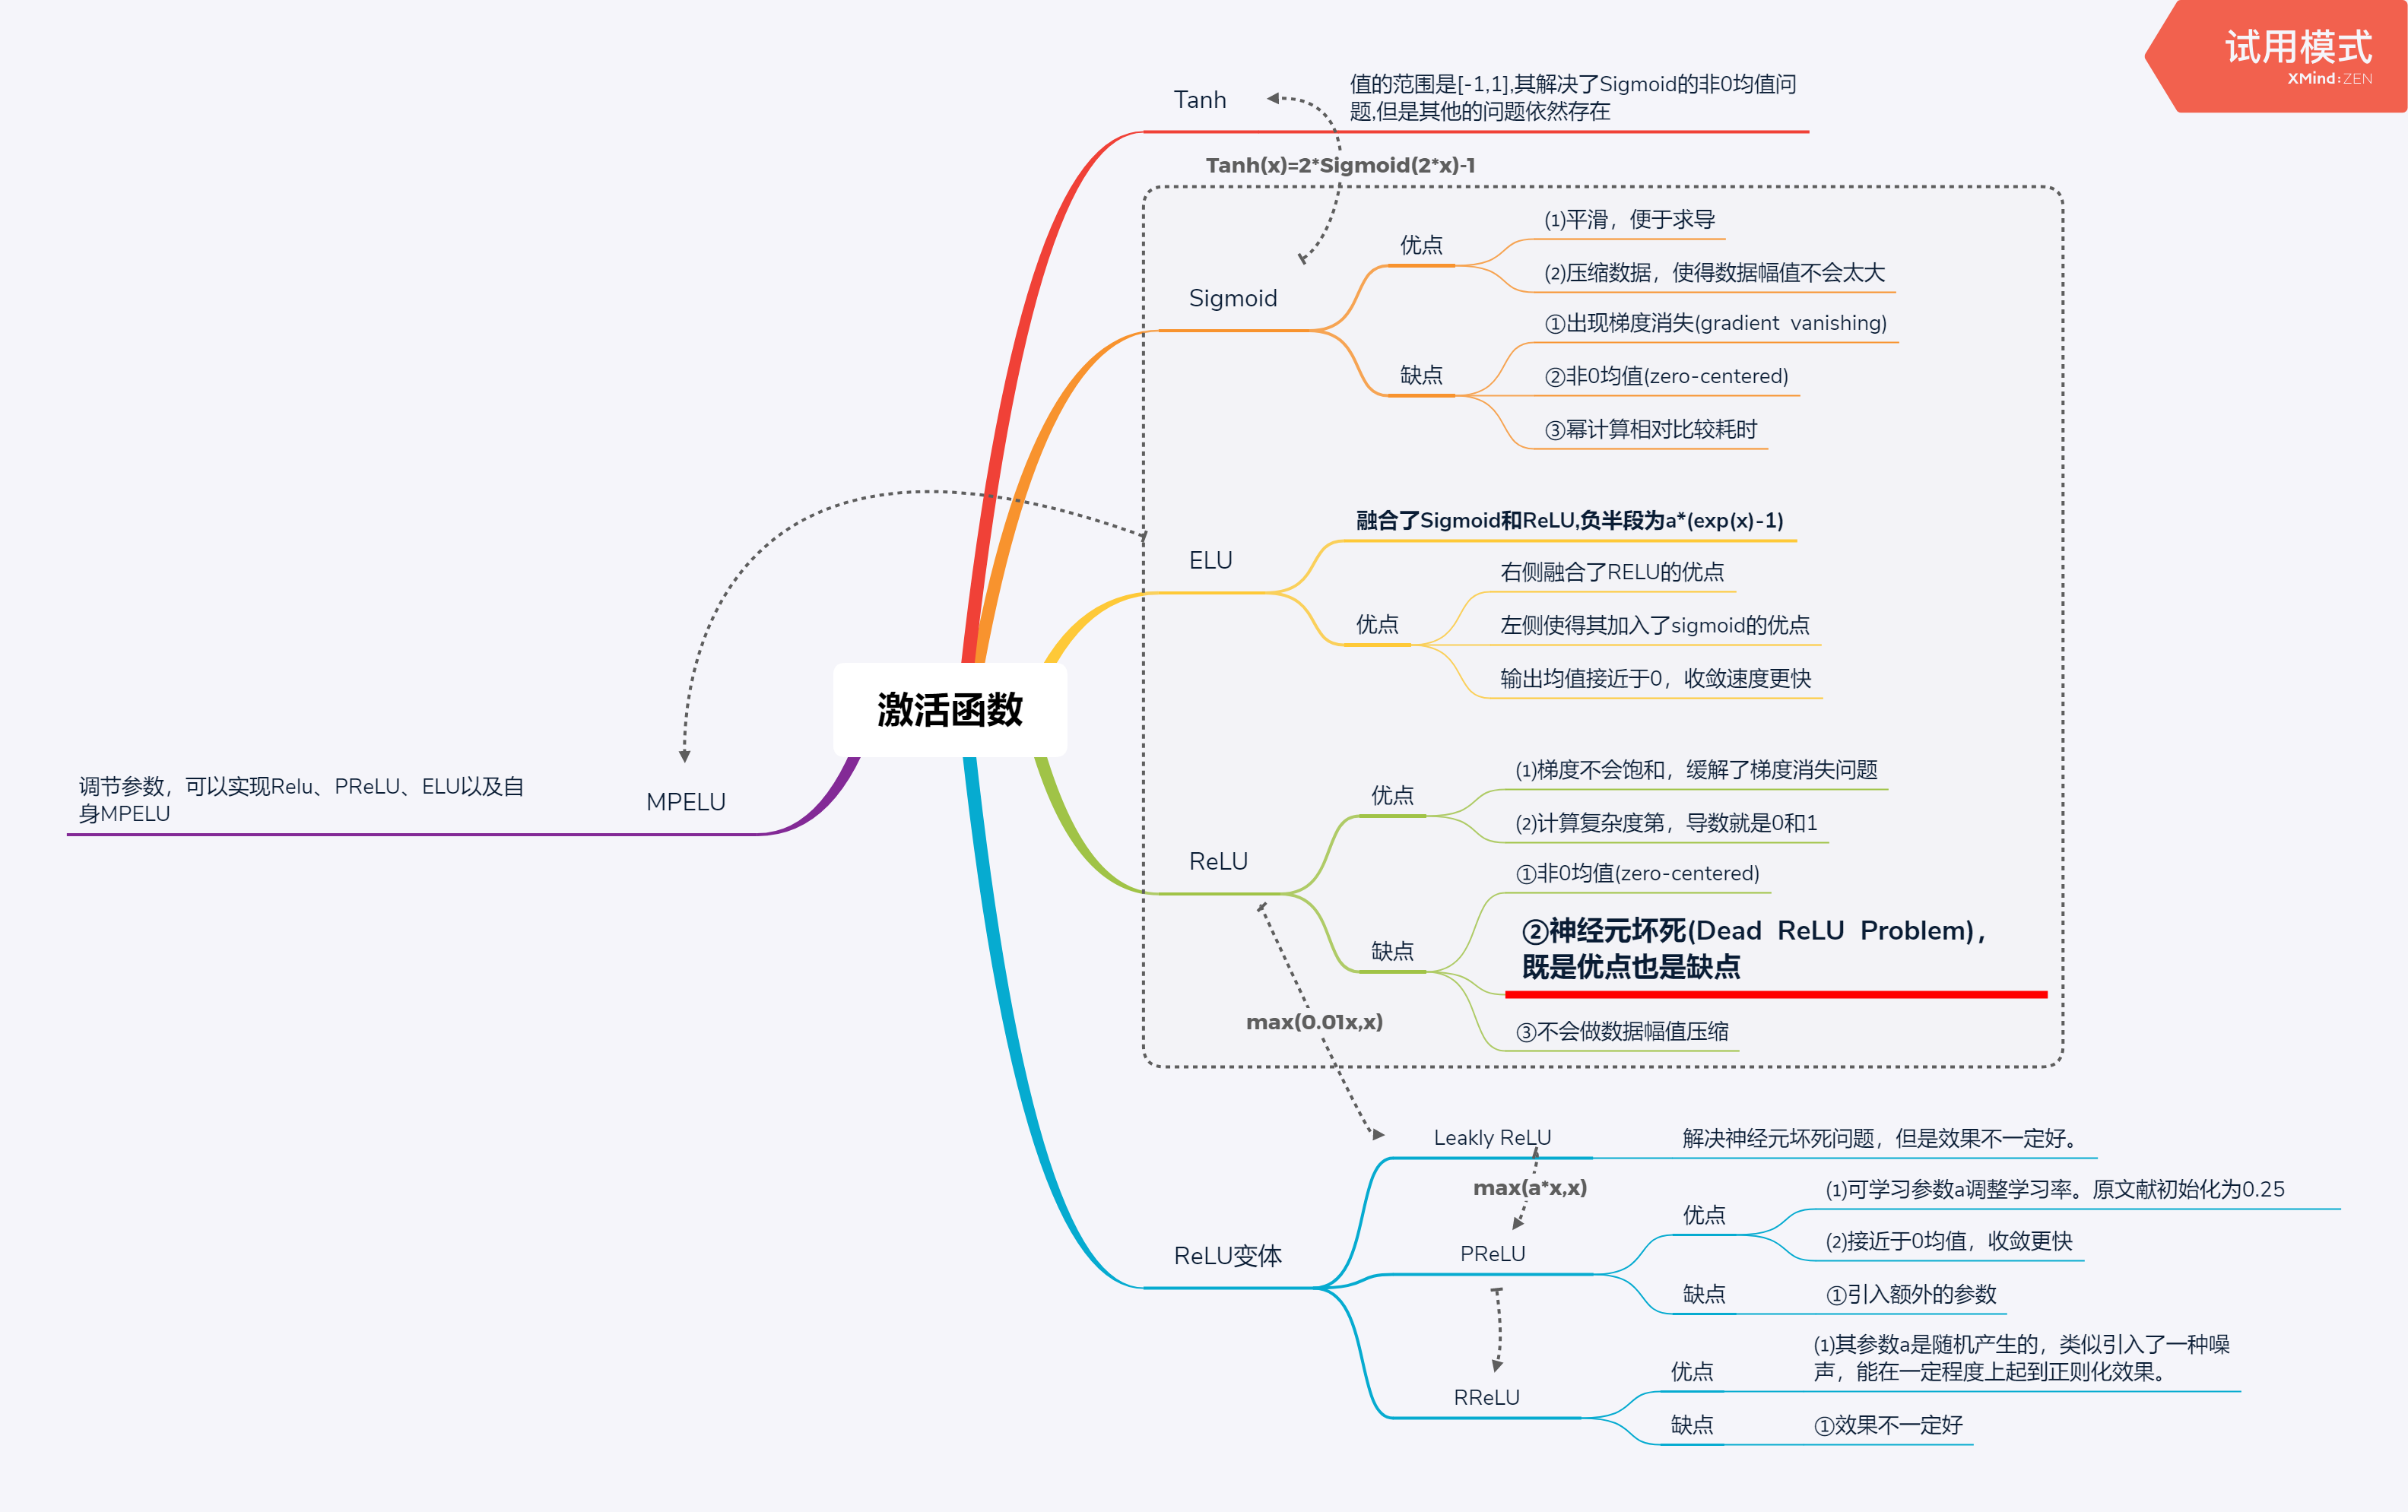 试用模式
XMind:ZEN
Tanh
值的范围是[-1,1],其解决了Sigmoid的非0均值问
题,但是其他的问题依然存在
Tanh(x)=2*Sigmoid(2*x)-1
Sigmoid
优点
(1)平滑，便于求导
(2)压缩数据，使得数据幅值不会太大
缺点
①出现梯度消失(gradient vanishing)
②非0均值(zero-centered)
③幂计算相对比较耗时
ELU
融合了Sigmoid和ReLU,负半段为a*(exp(x)-1)
优点
右侧融合了RELU的优点
左侧使得其加入了sigmoid的优点
输出均值接近于0，收敛速度更快
激活函数
MPELU
调节参数，可以实现Relu、PReLU、ELU以及自
身MPELU
ReLU
优点
(1)梯度不会饱和，缓解了梯度消失问题
(2)计算复杂度第，导数就是0和1
缺点
①非0均值(zero-centered)
②神经元坏死(Dead ReLU Problem)，
既是优点也是缺点
③不会做数据幅值压缩
max(0.01x,x)
ReLU变体
Leakly ReLU
解决神经元坏死问题，但是效果不一定好。
max(a*x,x)
PReLU
优点
(1)可学习参数a调整学习率。原文献初始化为0.25
(2)接近于0均值，收敛更快
缺点
①引入额外的参数
RReLU
优点
(1)其参数a是随机产生的，类似引入了一种噪
声，能在一定程度上起到正则化效果。
缺点
①效果不一定好